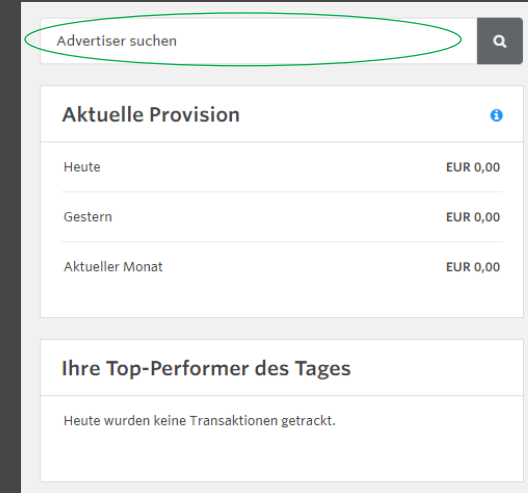 Advertiser suchen
Aktuelle Provision
Heute EUR 0,00
Gestern EUR 0,00
Aktueller Monat EUR 0,00
Ihre Top-Performer des Tages
Heute wurden keine Transaktionen getrackt.